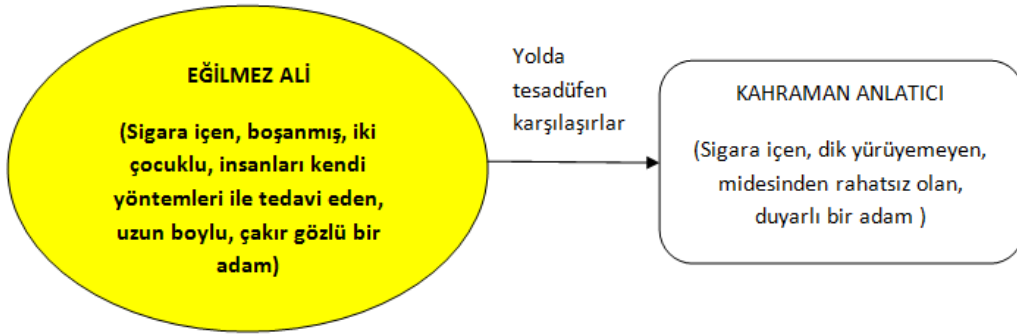 EĞİLMEZ ALİ
(Sigara içen, boşanmış, iki
çocuklu, insanları kendi
yöntemleri ile tedavi eden,
uzun boylu, çakır gözlü bir
adam)
Yolda
tesadüfen
karşılaşırlar
KAHRAMAN ANLATICI
(Sigara içen, dik yürüyemeyen,
midesinden rahatsız olan,
duyarlı bir adam )